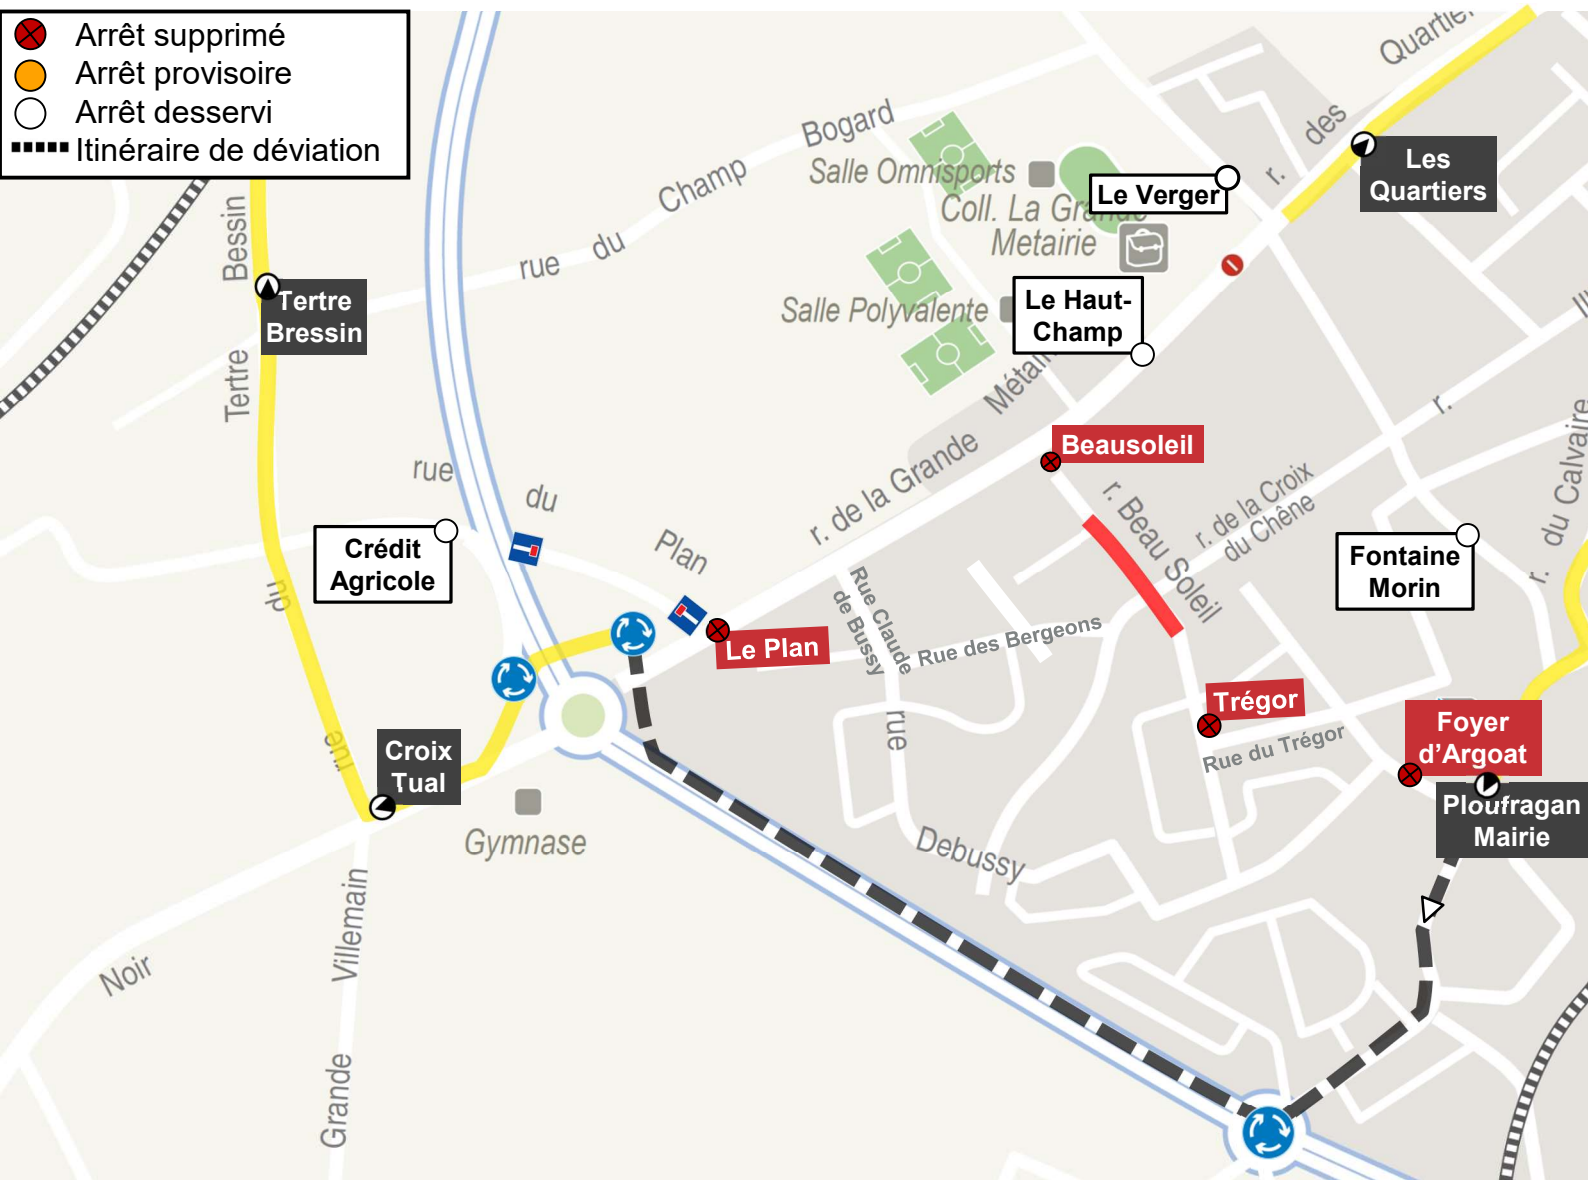 Arrêt supprimé
Arrêt provisoire
Arrêt desservi
Itinéraire de déviation
Quartier
des
r.
Les
Quartiers
Bogard
Champ
du
rue
Salle Omnisports
Le Verger
Coll. La Grande
Metairie
Salle Polyvalente
Le Haut-
Champ
Bessin
Tertre
du
rue
Tertre
Bressin
rue
du
Plan
Métai
r. de la Grande
Beausoleil
r. Beau Soleil
r. de la Croix
du Chêne
r.
du Calvaire
r.
Crédit
Agricole
Fontaine
Morin
Rue Claude
de Bussy
Rue des Bergeons
Le Plan
Trégor
Rue du Trégor
rue
Debussy
Foyer
d'Argoat
Ploufragan
Mairie
Croix
Tual
Gymnase
Noir
Villemain
Grande